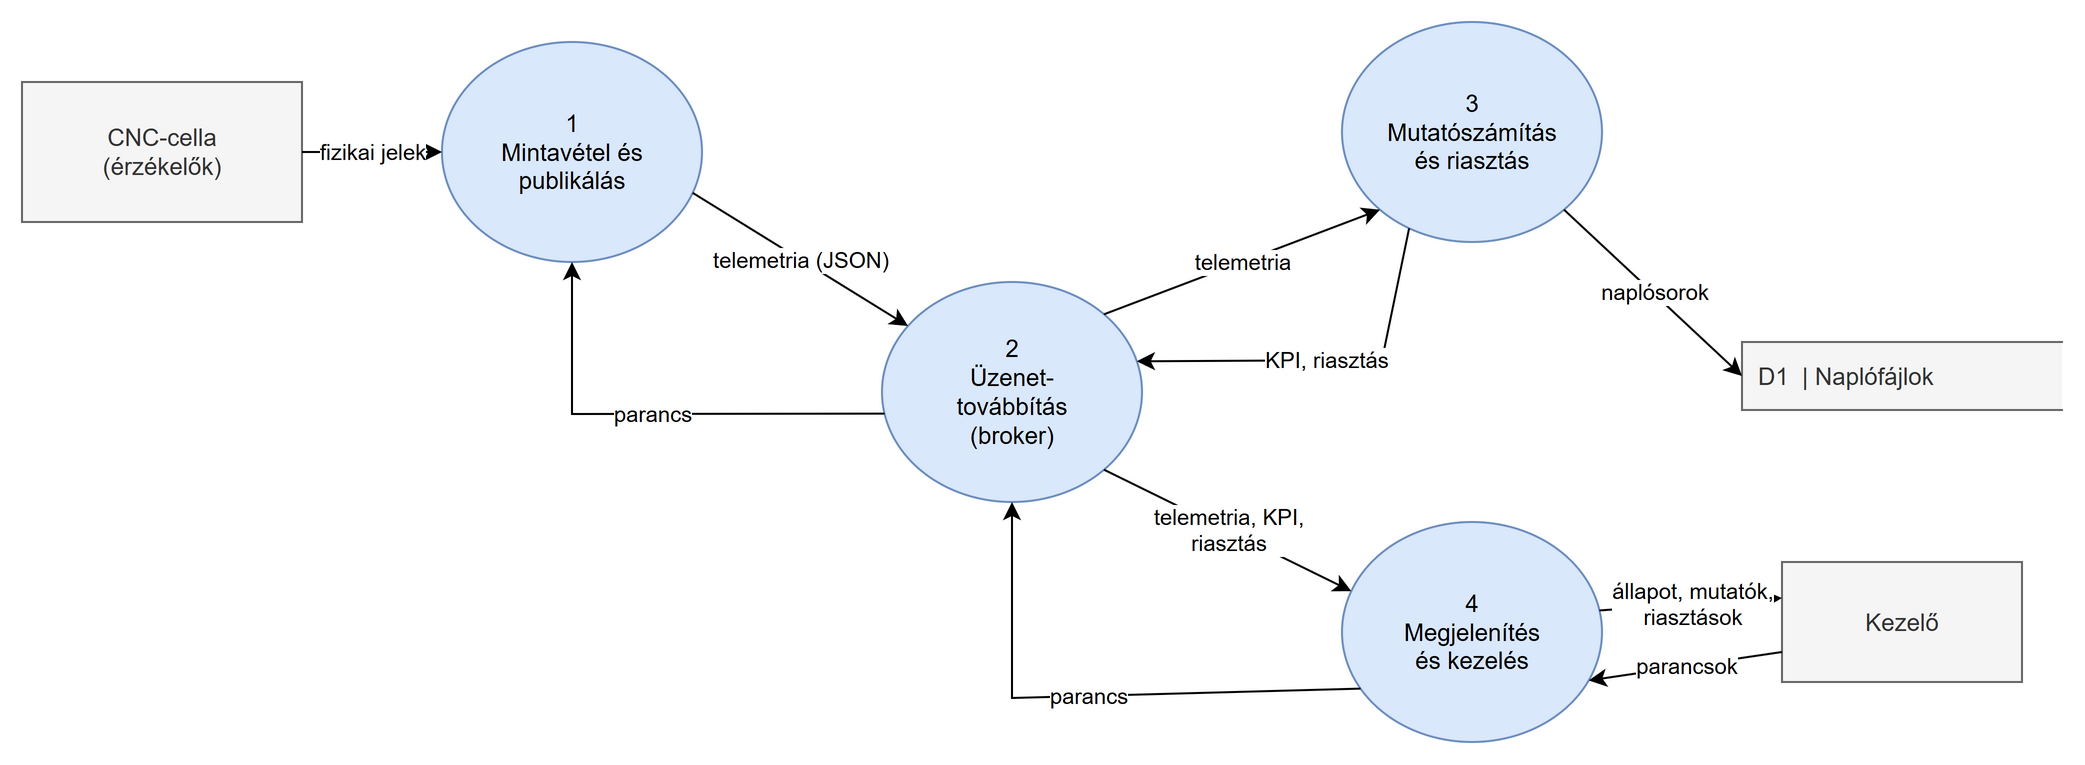 CNC-cella
(érzékelők)
fizikai jelek
1
Mintavétel és
publikálás
telemetria (JSON)
parancs
2
Üzenet-
továbbítás
(broker)
telemetria
KPI, riasztás
3
Mutatószámítás
és riasztás
naplósorok
D1 | Naplófájlok
telemetria, KPI,
riasztás
parancs
4
Megjelenítés
és kezelés
állapot, mutatók,
riasztások
parancsok
Kezelő